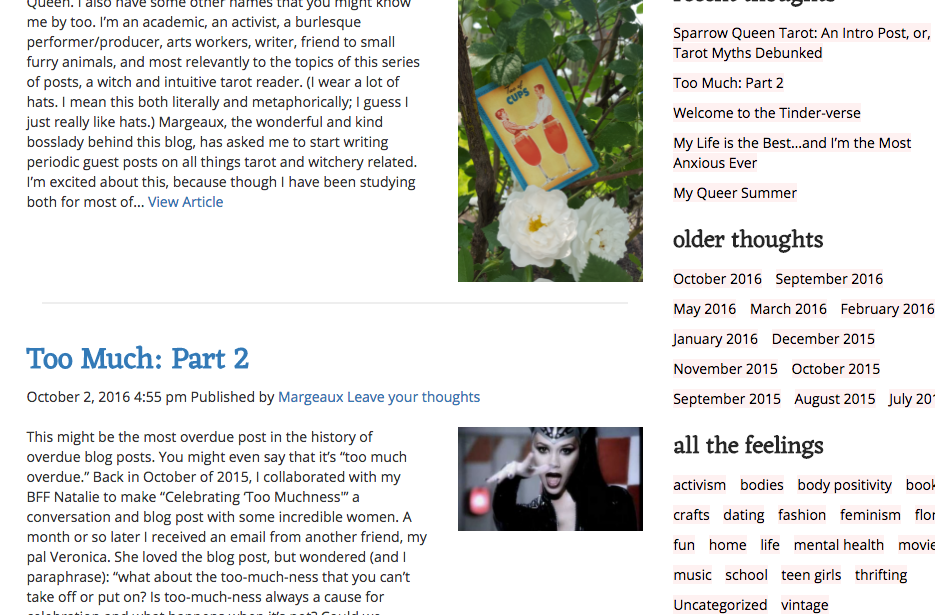 Queen. I also have some other names that you might know
me by too. I'm an academic, an activist, a burlesque
performer/producer, arts workers, writer, friend to small
furry animals, and most relevantly to the topics of this series
of posts, a witch and intuitive tarot reader. (I wear a lot of
hats. I mean this both literally and metaphorically; I guess I
just really like hats.) Margeaux, the wonderful and kind
bosslady behind this blog, has asked me to start writing
periodic guest posts on all things tarot and witchery related.
I'm excited about this, because though I have been studying
both for most of... View Article
Two of
CUPS
Too Much: Part 2
October 2, 2016 4:55 pm Published by Margeaux Leave your thoughts
This might be the most overdue post in the history of
overdue blog posts. You might even say that it's "too much
overdue." Back in October of 2015, I collaborated with my
BFF Natalie to make "Celebrating 'Too Muchness'" a
conversation and blog post with some incredible women. A
month or so later I received an email from another friend, my
pal Veronica. She loved the blog post, but wondered (and I
paraphrase): "what about the too-much-ness that you can't
take off or put on? Is too-much-ness always a cause for
celebration and what happens when it's not? Could we
recent thoughts
Sparrow Queen Tarot: An Intro Post, or,
Tarot Myths Debunked
Too Much: Part 2
Welcome to the Tinder-verse
My Life is the Best...and I'm the Most
Anxious Ever
My Queer Summer
older thoughts
October 2016 September 2016
May 2016 March 2016 February 2016
January 2016 December 2015
November 2015 October 2015
September 2015 August 2015 July 201
all the feelings
activism bodies body positivity book
crafts dating fashion feminism flo
fun home life mental health movie
music school teen girls thrifting
Uncategorized vintage